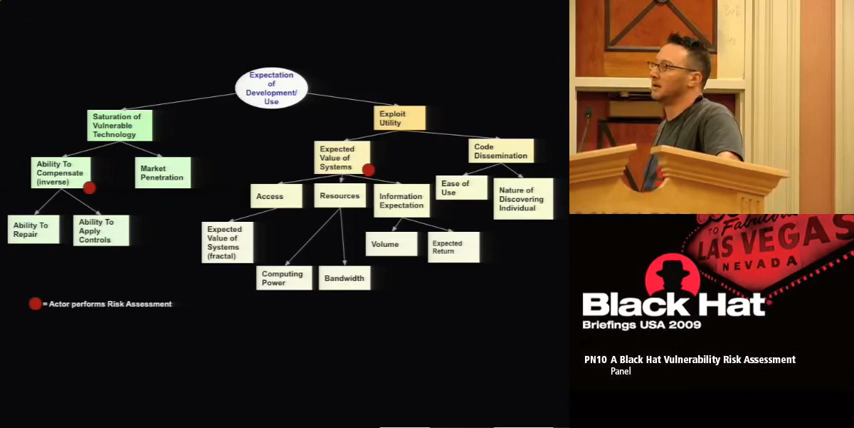 Expectation
of
Development/
Use
Saturation of
Vulnerable
Technology
Exploit
Utility
Ability To
Compensate
(inverse)
Market
Penetration
Expected
Value of
Systems
Code
Dissemination
Ability To
Repair
Ability To
Apply
Controls
Access
Resources
Information
Expectation
Ease of
Use
Nature of
Discovering
Individual
Expected
Value of
Systems
(fractal)
Volume
Expected
Return
Computing
Power
Bandwidth
= Actor performs Risk Assessment
TO Fabulous
LAS VEGAS
NEVADA
Black Hat
Briefings USA 2009
PN10 A Black Hat Vulnerability Risk Assessment
Panel